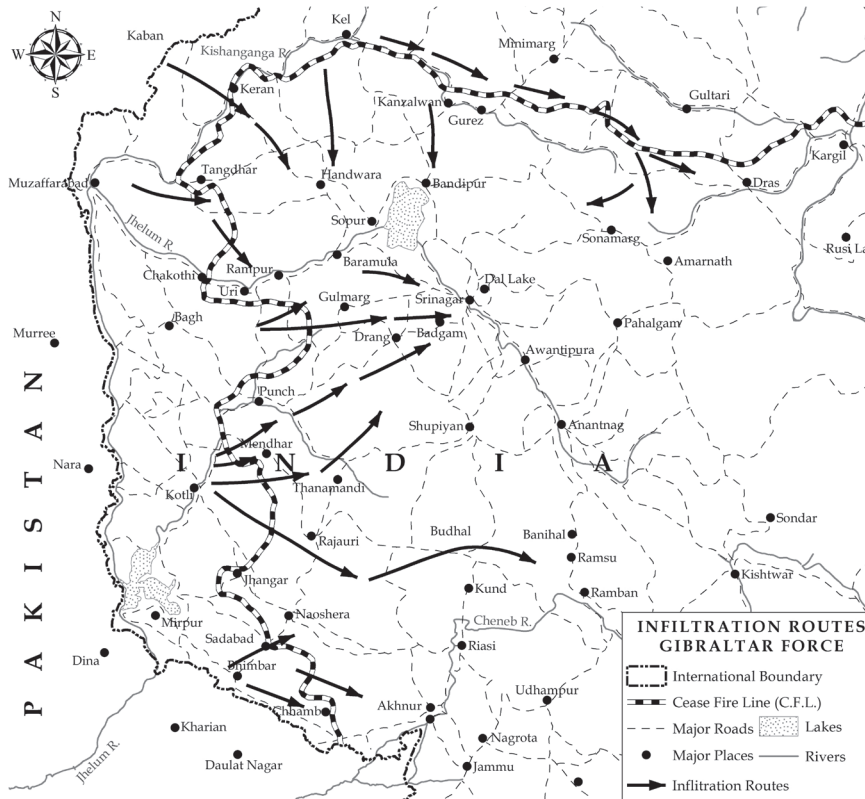 N
W E
S
Kaban
Kel
Kishanganga R.
Minimarg
Keran
Kanzalwan
Gurez
Gultari
Kargil
Muzaffarabad
Tangdhar
Handwara
Bandipur
Dras
Jhelum R.
Sopur
Sonamarg
Rusi La
Amarnath
Chakothi
Uri
Rampur
Baramula
Gulmarg
Srinagar
Dal Lake
Bagh
Drang
Badgam
Pahalgam
Murree
Awantipura
PAKISTAN
Punch
Shupiyan
Anantnag
Mendhar
INDIA
Nara
Kotli
Thanamandi
Sondar
Rajauri
Budhal
Banihal
Ramsu
Jhangar
Kund
Ramban
Kishtwar
Mirpur
Naoshera
Cheneb R.
Sadabad
Riasi
Dina
Bhimbar
Udhampur
Chhamb
Akhnur
Kharian
Nagrota
Jhelum R.
Daulat Nagar
Jammu
INFILTRATION ROUTES
GIBRALTAR FORCE
International Boundary
Cease Fire Line (C.F.L.)
Major Roads Lakes
Major Places Rivers
Inflitration Routes